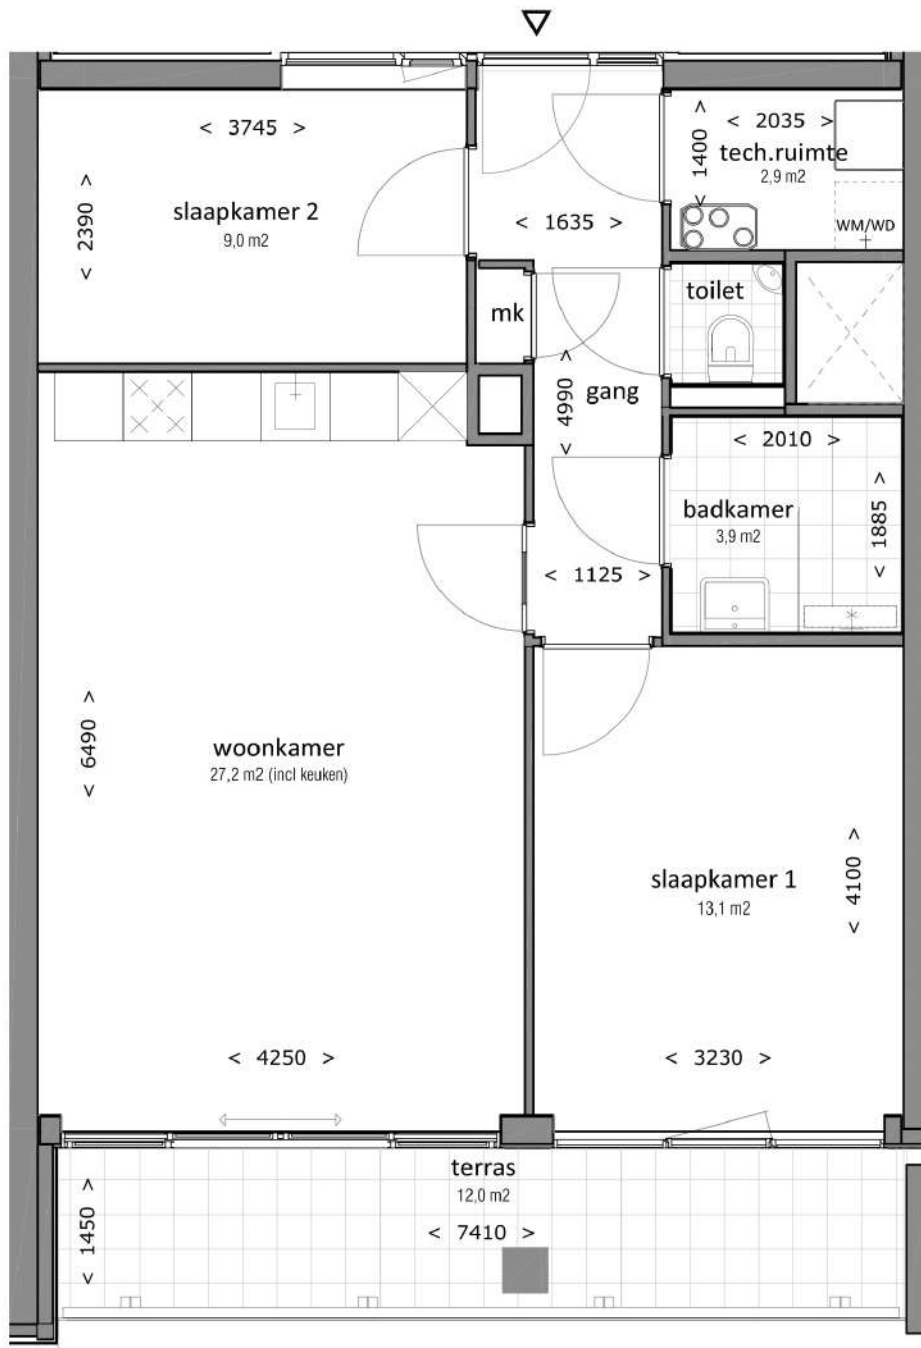 < 3745 >
< 2035 >
< 1400 >
tech.ruimte
2,9 m2
slaapkamer 2
9,0 m2
< 2390 >
< 1635 >
WM/WD
toilet
mk
gang
< 4990 >
< 2010 >
badkamer
3,9 m2
< 1885 >
< 1125 >
< 6490 >
woonkamer
27,2 m2 (incl keuken)
slaapkamer 1
13,1 m2
< 4100 >
< 4250 >
< 3230 >
terras
12,0 m2
< 7410 >
< 1450 >